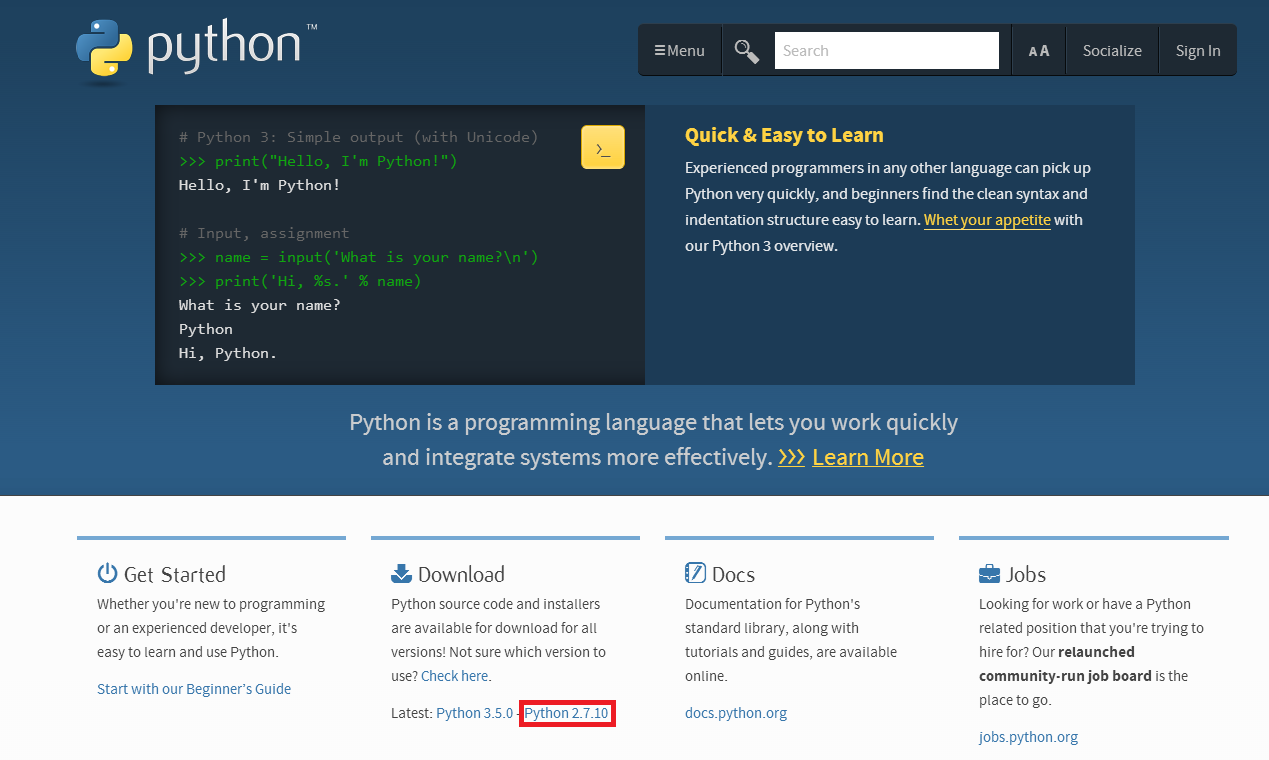 python™
Menu
Search
A A
Socialize
Sign In
# Python 3: Simple output (with Unicode)
>>> print("Hello, I'm Python!")
Hello, I'm Python!
# Input, assignment
>>> name = input('What is your name?\n')
>>> print('Hi, %s.' % name)
What is your name?
Python
Hi, Python.
>_
Quick & Easy to Learn
Experienced programmers in any other language can pick up
Python very quickly, and beginners find the clean syntax and
indentation structure easy to learn. Whet your appetite with
our Python 3 overview.
Python is a programming language that lets you work quickly
and integrate systems more effectively. >>> Learn More
Get Started
Whether you're new to programming
or an experienced developer, it's
easy to learn and use Python.
Start with our Beginner’s Guide
Download
Python source code and installers
are available for download for all
versions! Not sure which version to
use? Check here.
Latest: Python 3.5.0 - Python 2.7.10
Docs
Documentation for Python's
standard library, along with
tutorials and guides, are available
online.
docs.python.org
Jobs
Looking for work or have a Python
related position that you're trying to
hire for? Our relaunched
community-run job board is the
place to go.
jobs.python.org